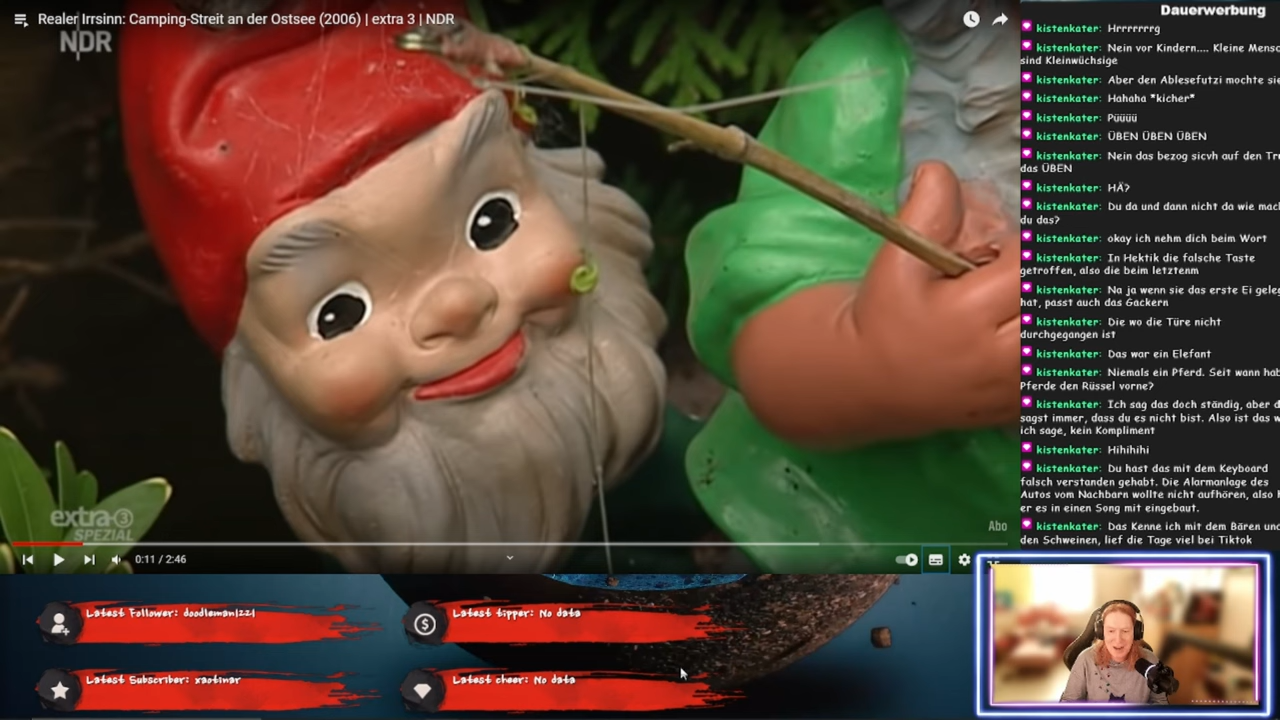 Realer Irrsinn: Camping-Streit an der Ostsee (2006) | extra 3 | NDR
NDR
extra 3
SPEZIAL
Abo
0:11 / 2:46
Dauerwerbung
kistenkater: Hrrrrrrrg
kistenkater: Nein vor Kindern.... Kleine Mensc
sind Kleinwüchsige
kistenkater: Aber den Ablesefutzi mochte sie
kistenkater: Hahaha *kicher*
kistenkater: Püüüü
kistenkater: ÜBEN ÜBEN ÜBEN
kistenkater: Nein das bezog sicvh auf den Tr
das ÜBEN
kistenkater: HÄ?
kistenkater: Du da und dann nicht da wie mac
du das?
kistenkater: okay ich nehm dich beim Wort
kistenkater: In Hektik die falsche Taste
getroffen, also die beim letztenm
kistenkater: Na ja wenn sie das erste Ei geleg
hat, passt auch das Gackern
kistenkater: Die wo die Türe nicht
durchgegangen ist
kistenkater: Das war ein Elefant
kistenkater: Niemals ein Pferd. Seit wann hab
Pferde den Rüssel vorne?
kistenkater: Ich sag das doch ständig, aber d
sagst immer, dass du es nicht bist. Also ist das w
ich sage, kein Kompliment
kistenkater: Hihihihi
kistenkater: Du hast das mit dem Keyboard
falsch verstanden gehabt. Die Alarmanlage des
Autos vom Nachbarn wollte nicht aufhören, also h
er es in einen Song mit eingebaut.
kistenkater: Das Kenne ich mit dem Bären und
den Schweinen, lief die Tage viel bei Tiktok
Latest Follower: doodleman1221
Latest tipper: No data
Latest Subscriber: xaotinar
Latest cheer: No data